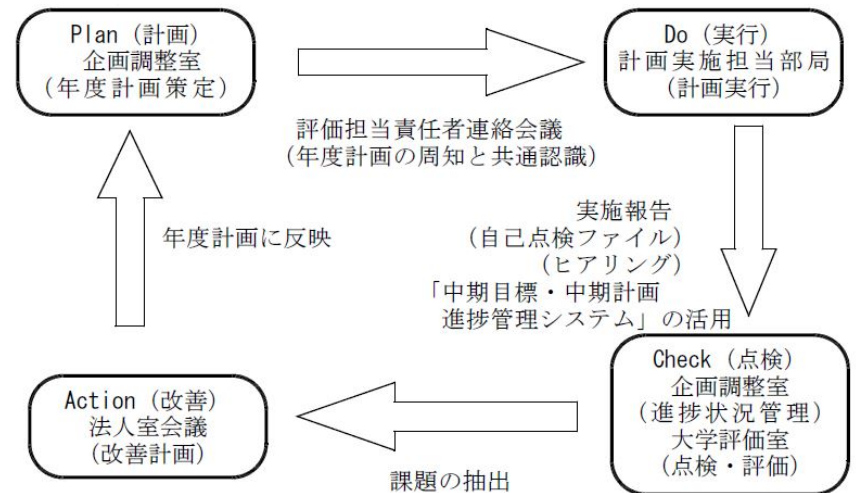 Plan（計画）
企画調整室
（年度計画策定）
Do（実行）
計画実施担当部局
（計画実行）
評価担当責任者連絡会議
（年度計画の周知と共通認識）
実施報告
（自己点検ファイル）
（ヒアリング）
「中期目標・中期計画
進捗管理システム」の活用
年度計画に反映
Check（点検）
企画調整室
（進捗状況管理）
大学評価室
（点検・評価）
Action（改善）
法人室会議
（改善計画）
課題の抽出